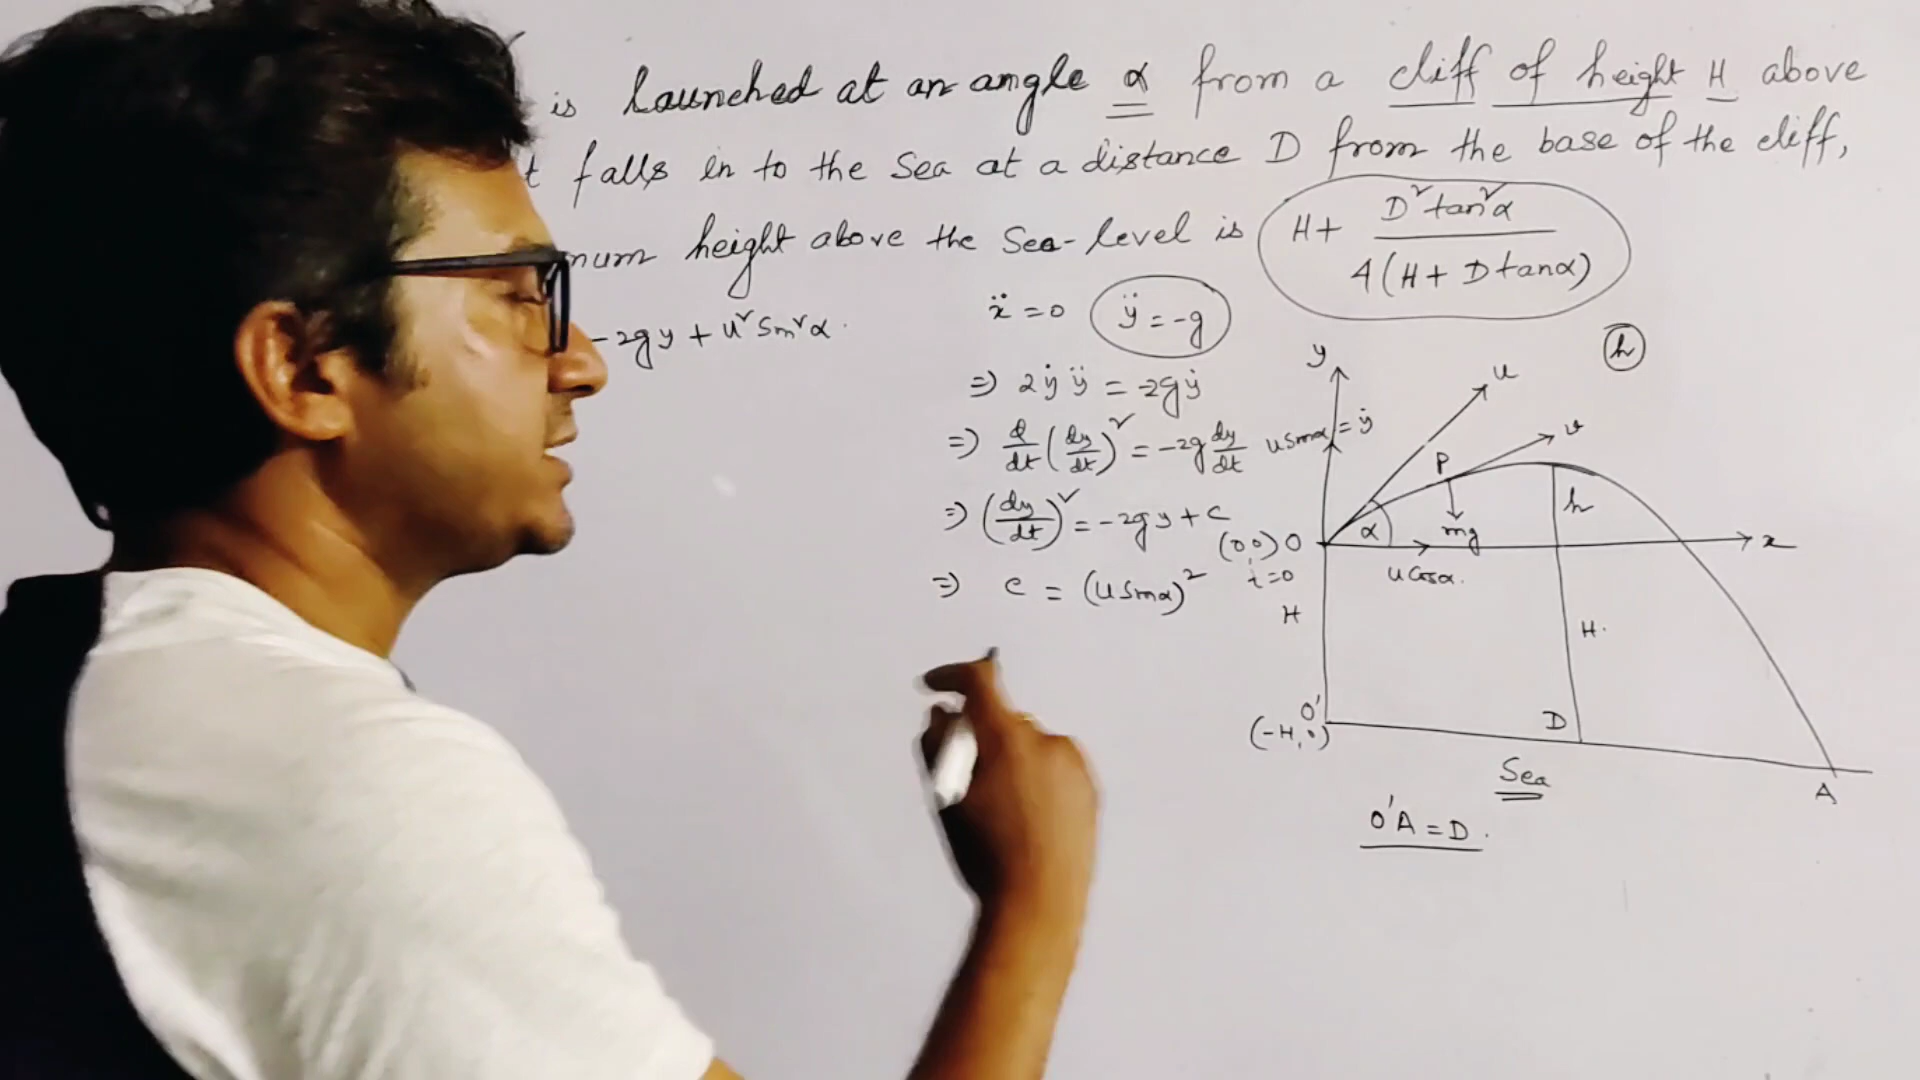 is launched at an angle α from a cliff of height H above
t falls in to the sea at a distance D from the base of the cliff,
num height above the Sea-level is H+ D² tan²α / 4(H+ D tanα)
-2gy + u² Sin²α.
ẍ = 0 ÿ = -g
⇒ 2ẏ ÿ = -2gẏ
⇒ d/dt (dy/dt)² = -2g dy/dt
⇒ (dy/dt)² = -2gy + c
⇒ c = (u sinα)²
h
y
u
u sinα = ẏ
v
P
h
α
mg
(0,0) O
x
t=0
u cosα.
H
H.
O'
(-H, 0)
D
Sea
A
O'A = D.